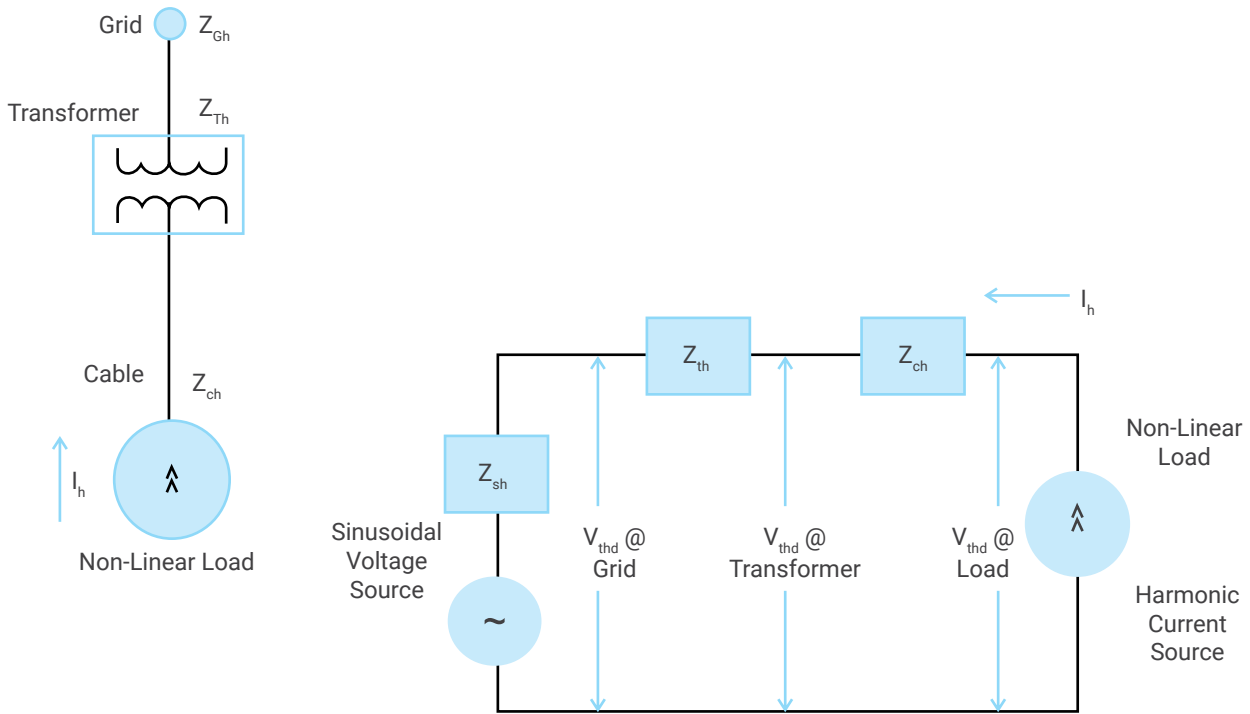 Grid Z_Gh
Transformer Z_Th
Cable Z_ch
I_h
Non-Linear Load
I_h
Z_th
Z_ch
Z_sh
Sinusoidal
Voltage
Source
~
V_thd @
Grid
V_thd @
Transformer
V_thd @
Load
Non-Linear
Load
Harmonic
Current
Source